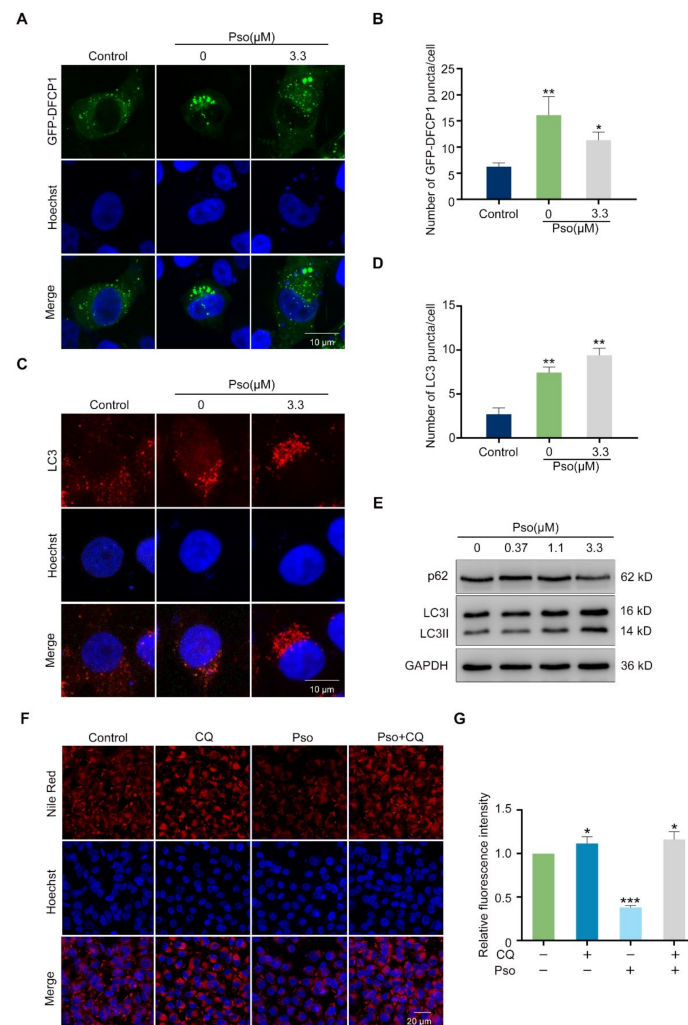 A
Pso(μM)
Control 0 3.3
GFP-DFCP1
Hoechst
Merge
10 μm
B
Number of GFP-DFCP1 puncta/cell
25
20
15
10
5
0
**
*
Control 0 3.3
Pso(μM)
C
Pso(μM)
Control 0 3.3
LC3
Hoechst
Merge
10 μm
D
Number of LC3 puncta/cell
15
10
5
0
**
**
Control 0 3.3
Pso(μM)
E
Pso(μM)
0 0.37 1.1 3.3
p62 62 kD
LC3I 16 kD
LC3II 14 kD
GAPDH 36 kD
F
Control CQ Pso Pso+CQ
Nile Red
Hoechst
Merge
20 μm
G
Relative fluorescence intensity
1.5
1.0
0.5
0
*
***
*
CQ − + − +
Pso − − + +